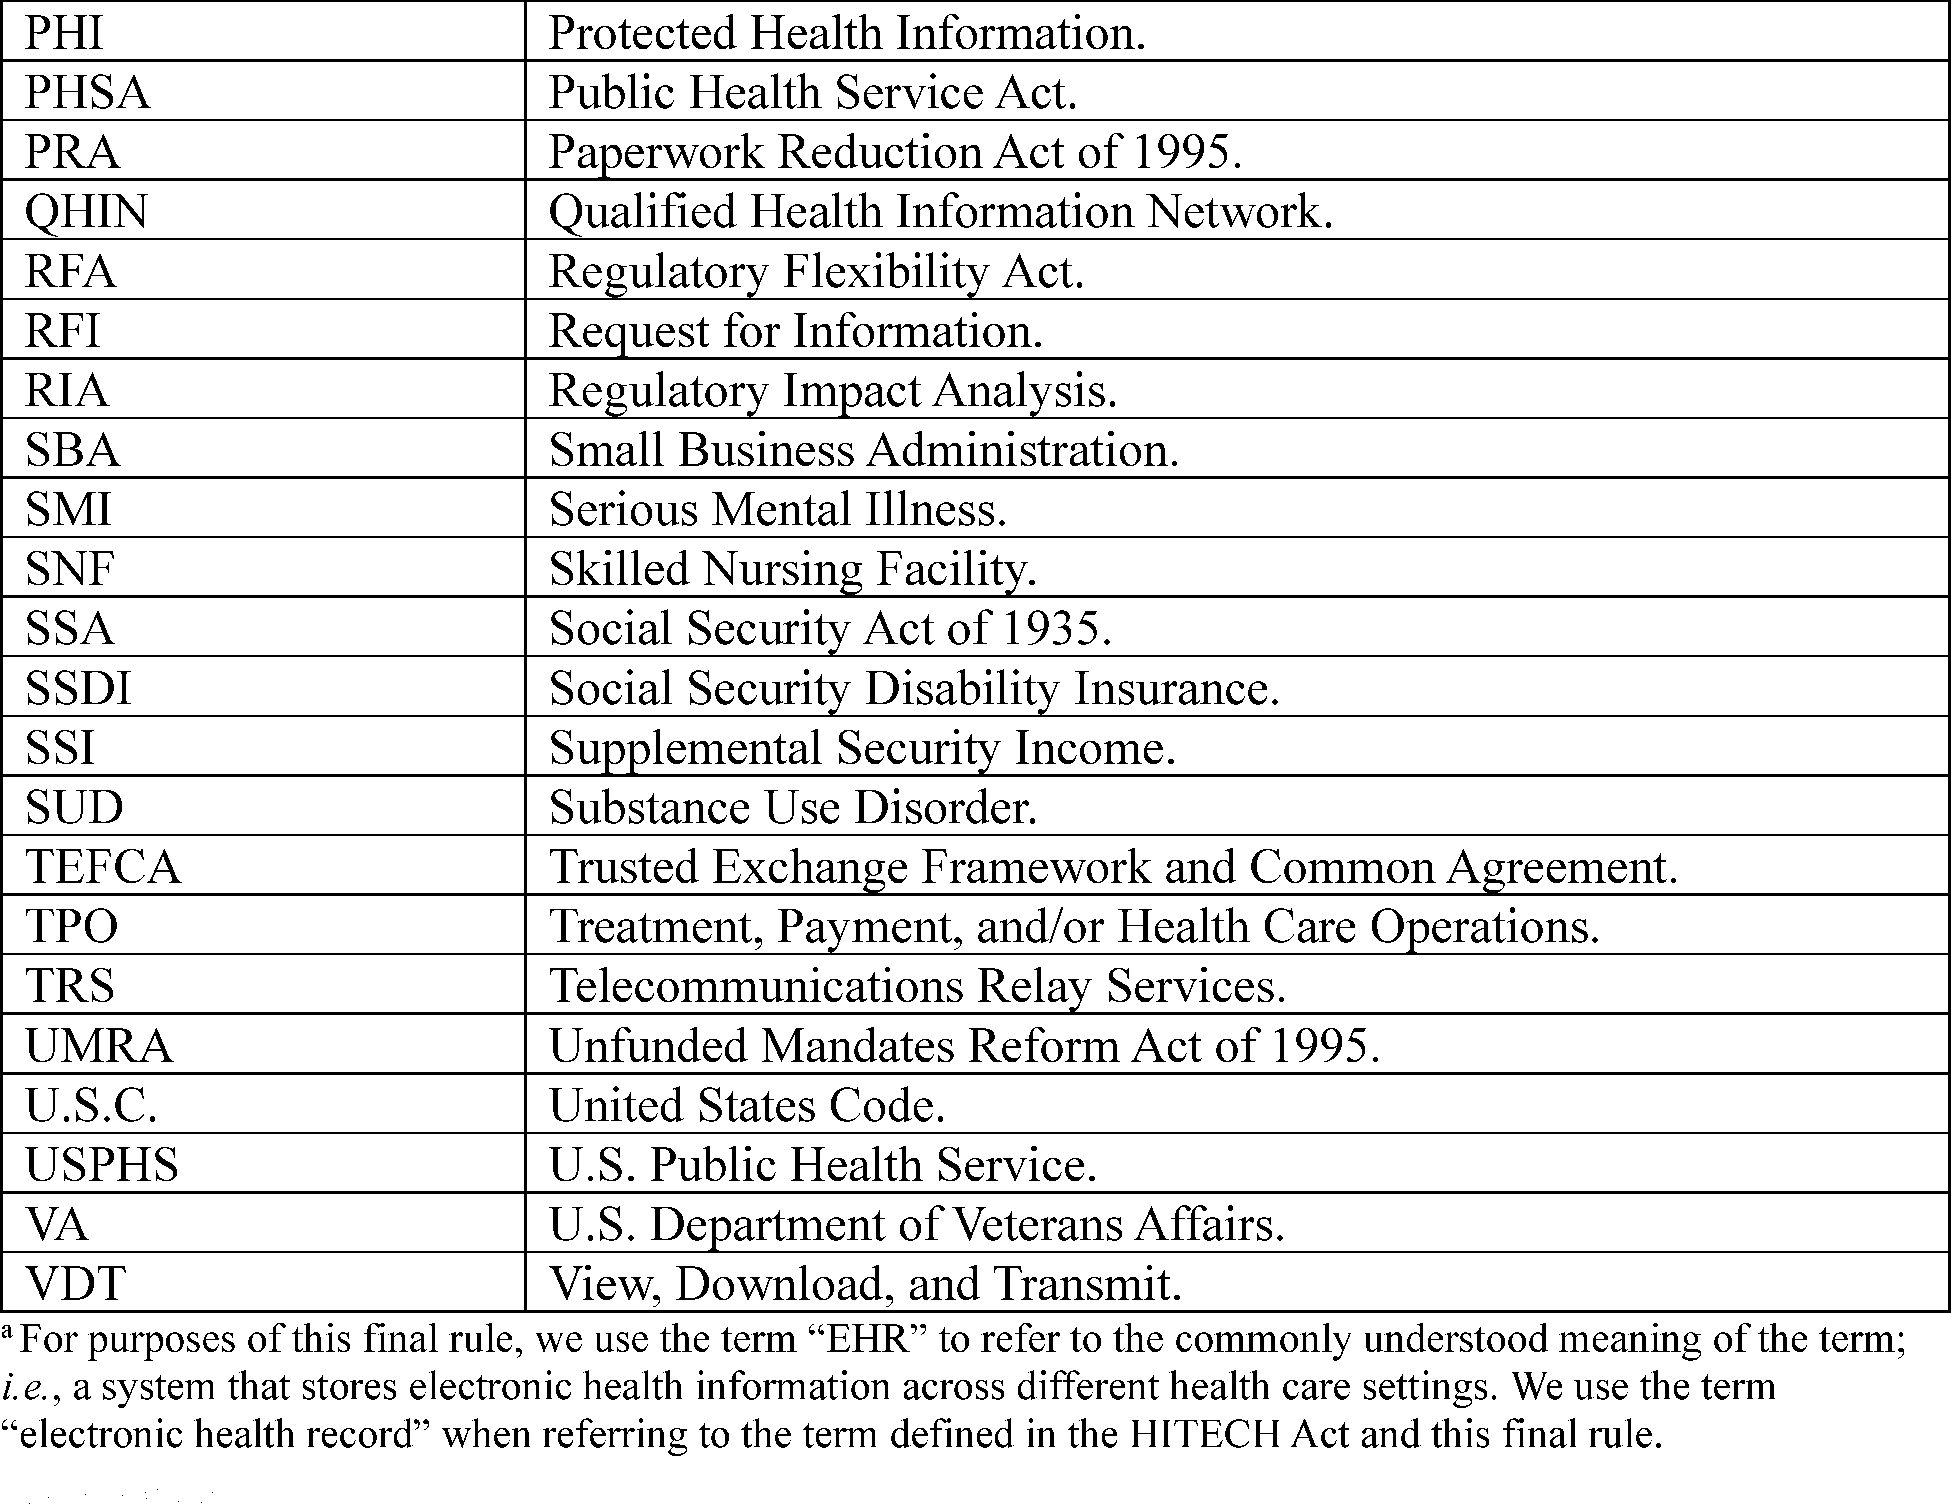 PHI Protected Health Information.
PHSA Public Health Service Act.
PRA Paperwork Reduction Act of 1995.
QHIN Qualified Health Information Network.
RFA Regulatory Flexibility Act.
RFI Request for Information.
RIA Regulatory Impact Analysis.
SBA Small Business Administration.
SMI Serious Mental Illness.
SNF Skilled Nursing Facility.
SSA Social Security Act of 1935.
SSDI Social Security Disability Insurance.
SSI Supplemental Security Income.
SUD Substance Use Disorder.
TEFCA Trusted Exchange Framework and Common Agreement.
TPO Treatment, Payment, and/or Health Care Operations.
TRS Telecommunications Relay Services.
UMRA Unfunded Mandates Reform Act of 1995.
U.S.C. United States Code.
USPHS U.S. Public Health Service.
VA U.S. Department of Veterans Affairs.
VDT View, Download, and Transmit.
a For purposes of this final rule, we use the term “EHR” to refer to the commonly understood meaning of the term;
i.e., a system that stores electronic health information across different health care settings. We use the term
“electronic health record” when referring to the term defined in the HITECH Act and this final rule.